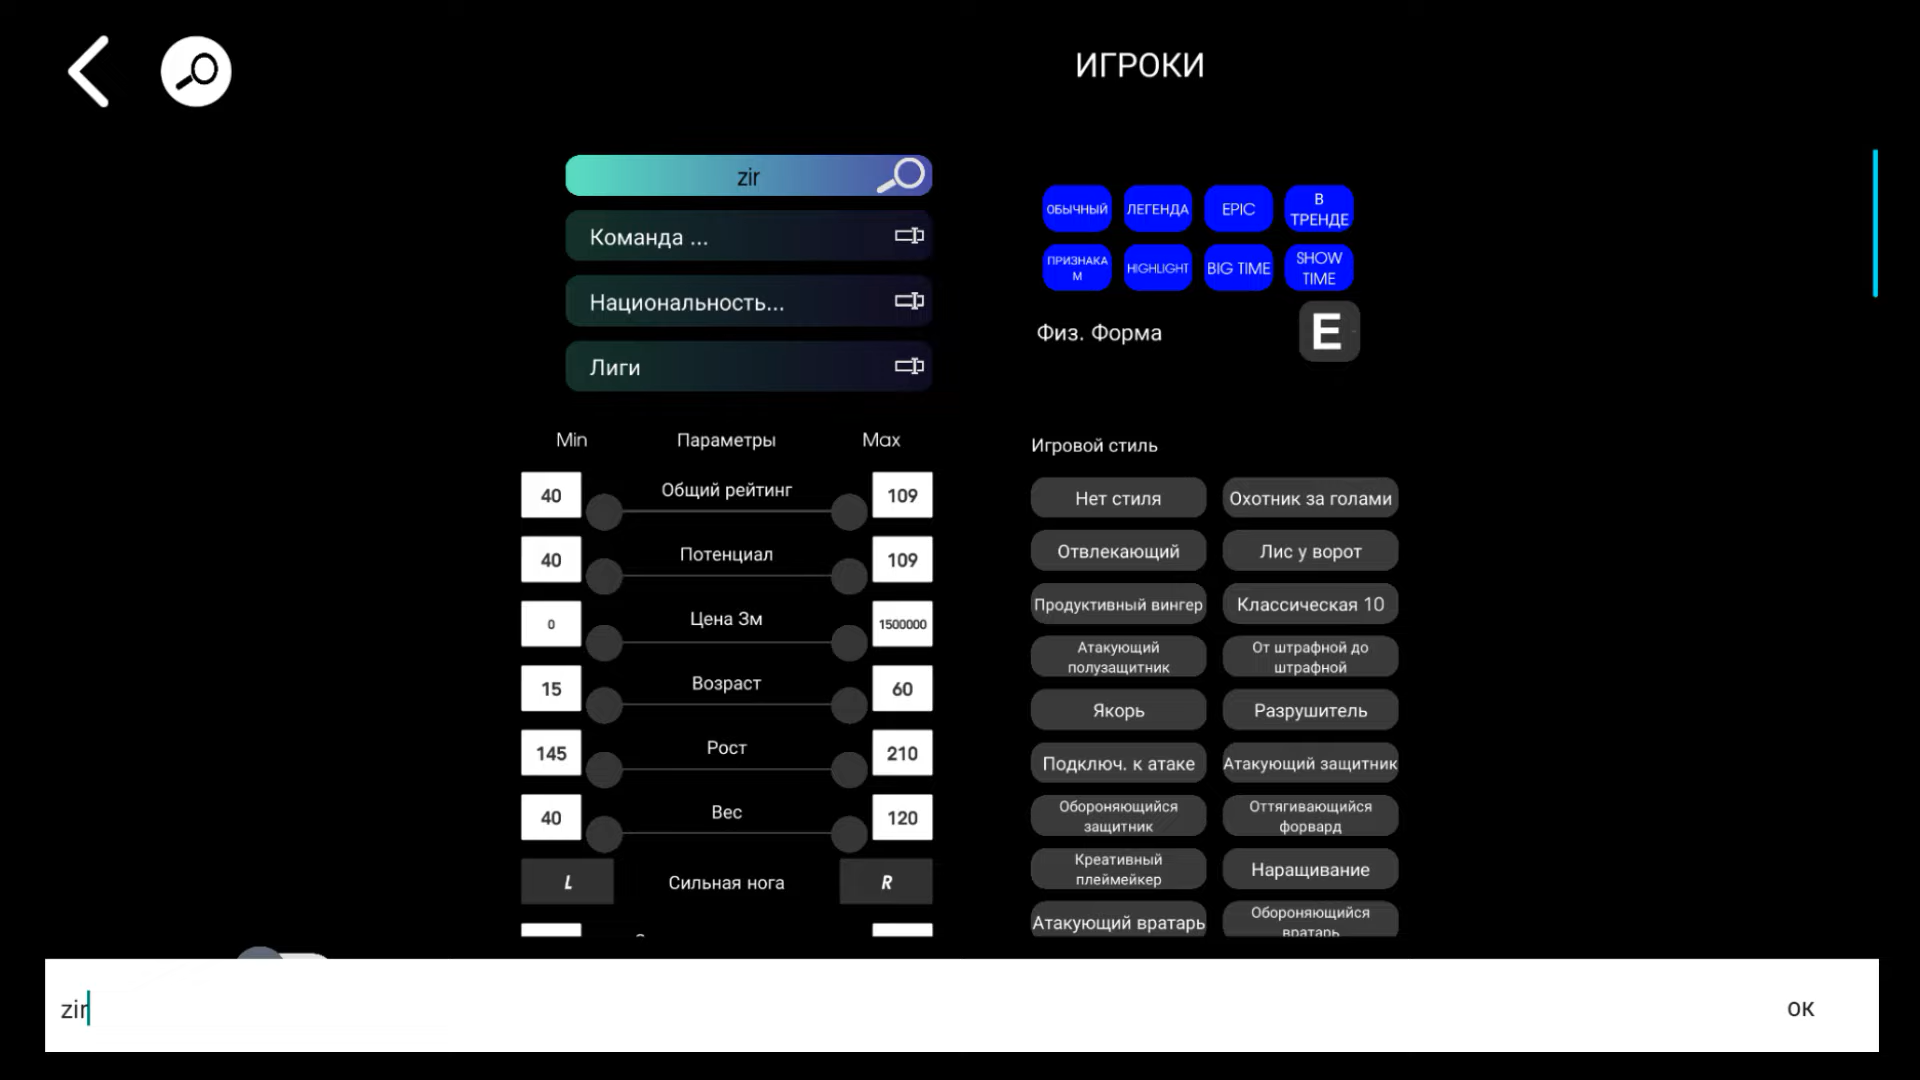 ИГРОКИ
zir
Команда ...
Национальность...
Лиги
ОБЫЧНЫЙ
ЛЕГЕНДА
EPIC
В
ТРЕНДЕ
ПРИЗНАКА
М
HIGHLIGHT
BIG TIME
SHOW
TIME
Физ. Форма
E
Min
Параметры
Max
40
Общий рейтинг
109
40
Потенциал
109
0
Цена 3м
1500000
15
Возраст
60
145
Рост
210
40
Вес
120
L
Сильная нога
R
Игровой стиль
Нет стиля
Охотник за голами
Отвлекающий
Лис у ворот
Продуктивный вингер
Классическая 10
Атакующий
полузащитник
От штрафной до
штрафной
Якорь
Разрушитель
Подключ. к атаке
Атакующий защитник
Обороняющийся
защитник
Оттягивающийся
форвард
Креативный
плеймейкер
Наращивание
Атакующий вратарь
Обороняющийся
вратарь
zir
ОК